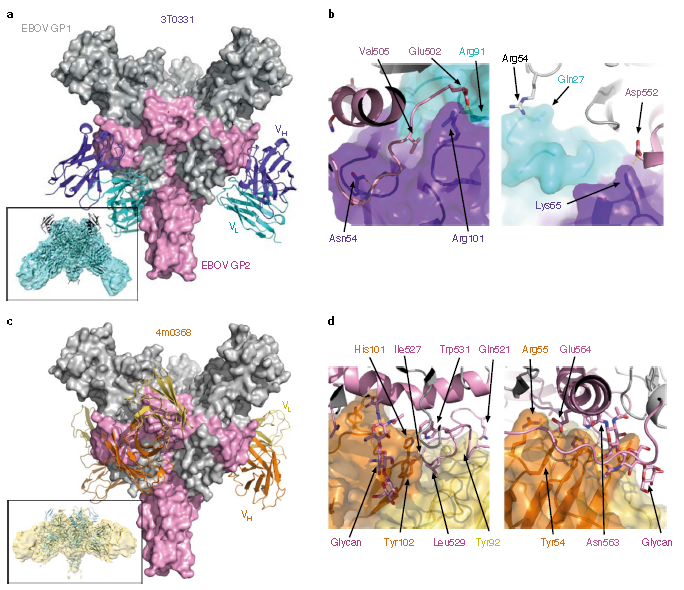 a
EBOV GP1
3T0331
VH
VL
EBOV GP2
b
Val505
Glu502
Arg91
Arg54
Gln27
Asp552
Lys55
Asn54
Arg101
c
4m0368
VL
VH
d
His101
Ile527
Trp531
Gln521
Arg55
Glu564
Glycan
Tyr102
Leu529
Tyr92
Tyr54
Asn563
Glycan